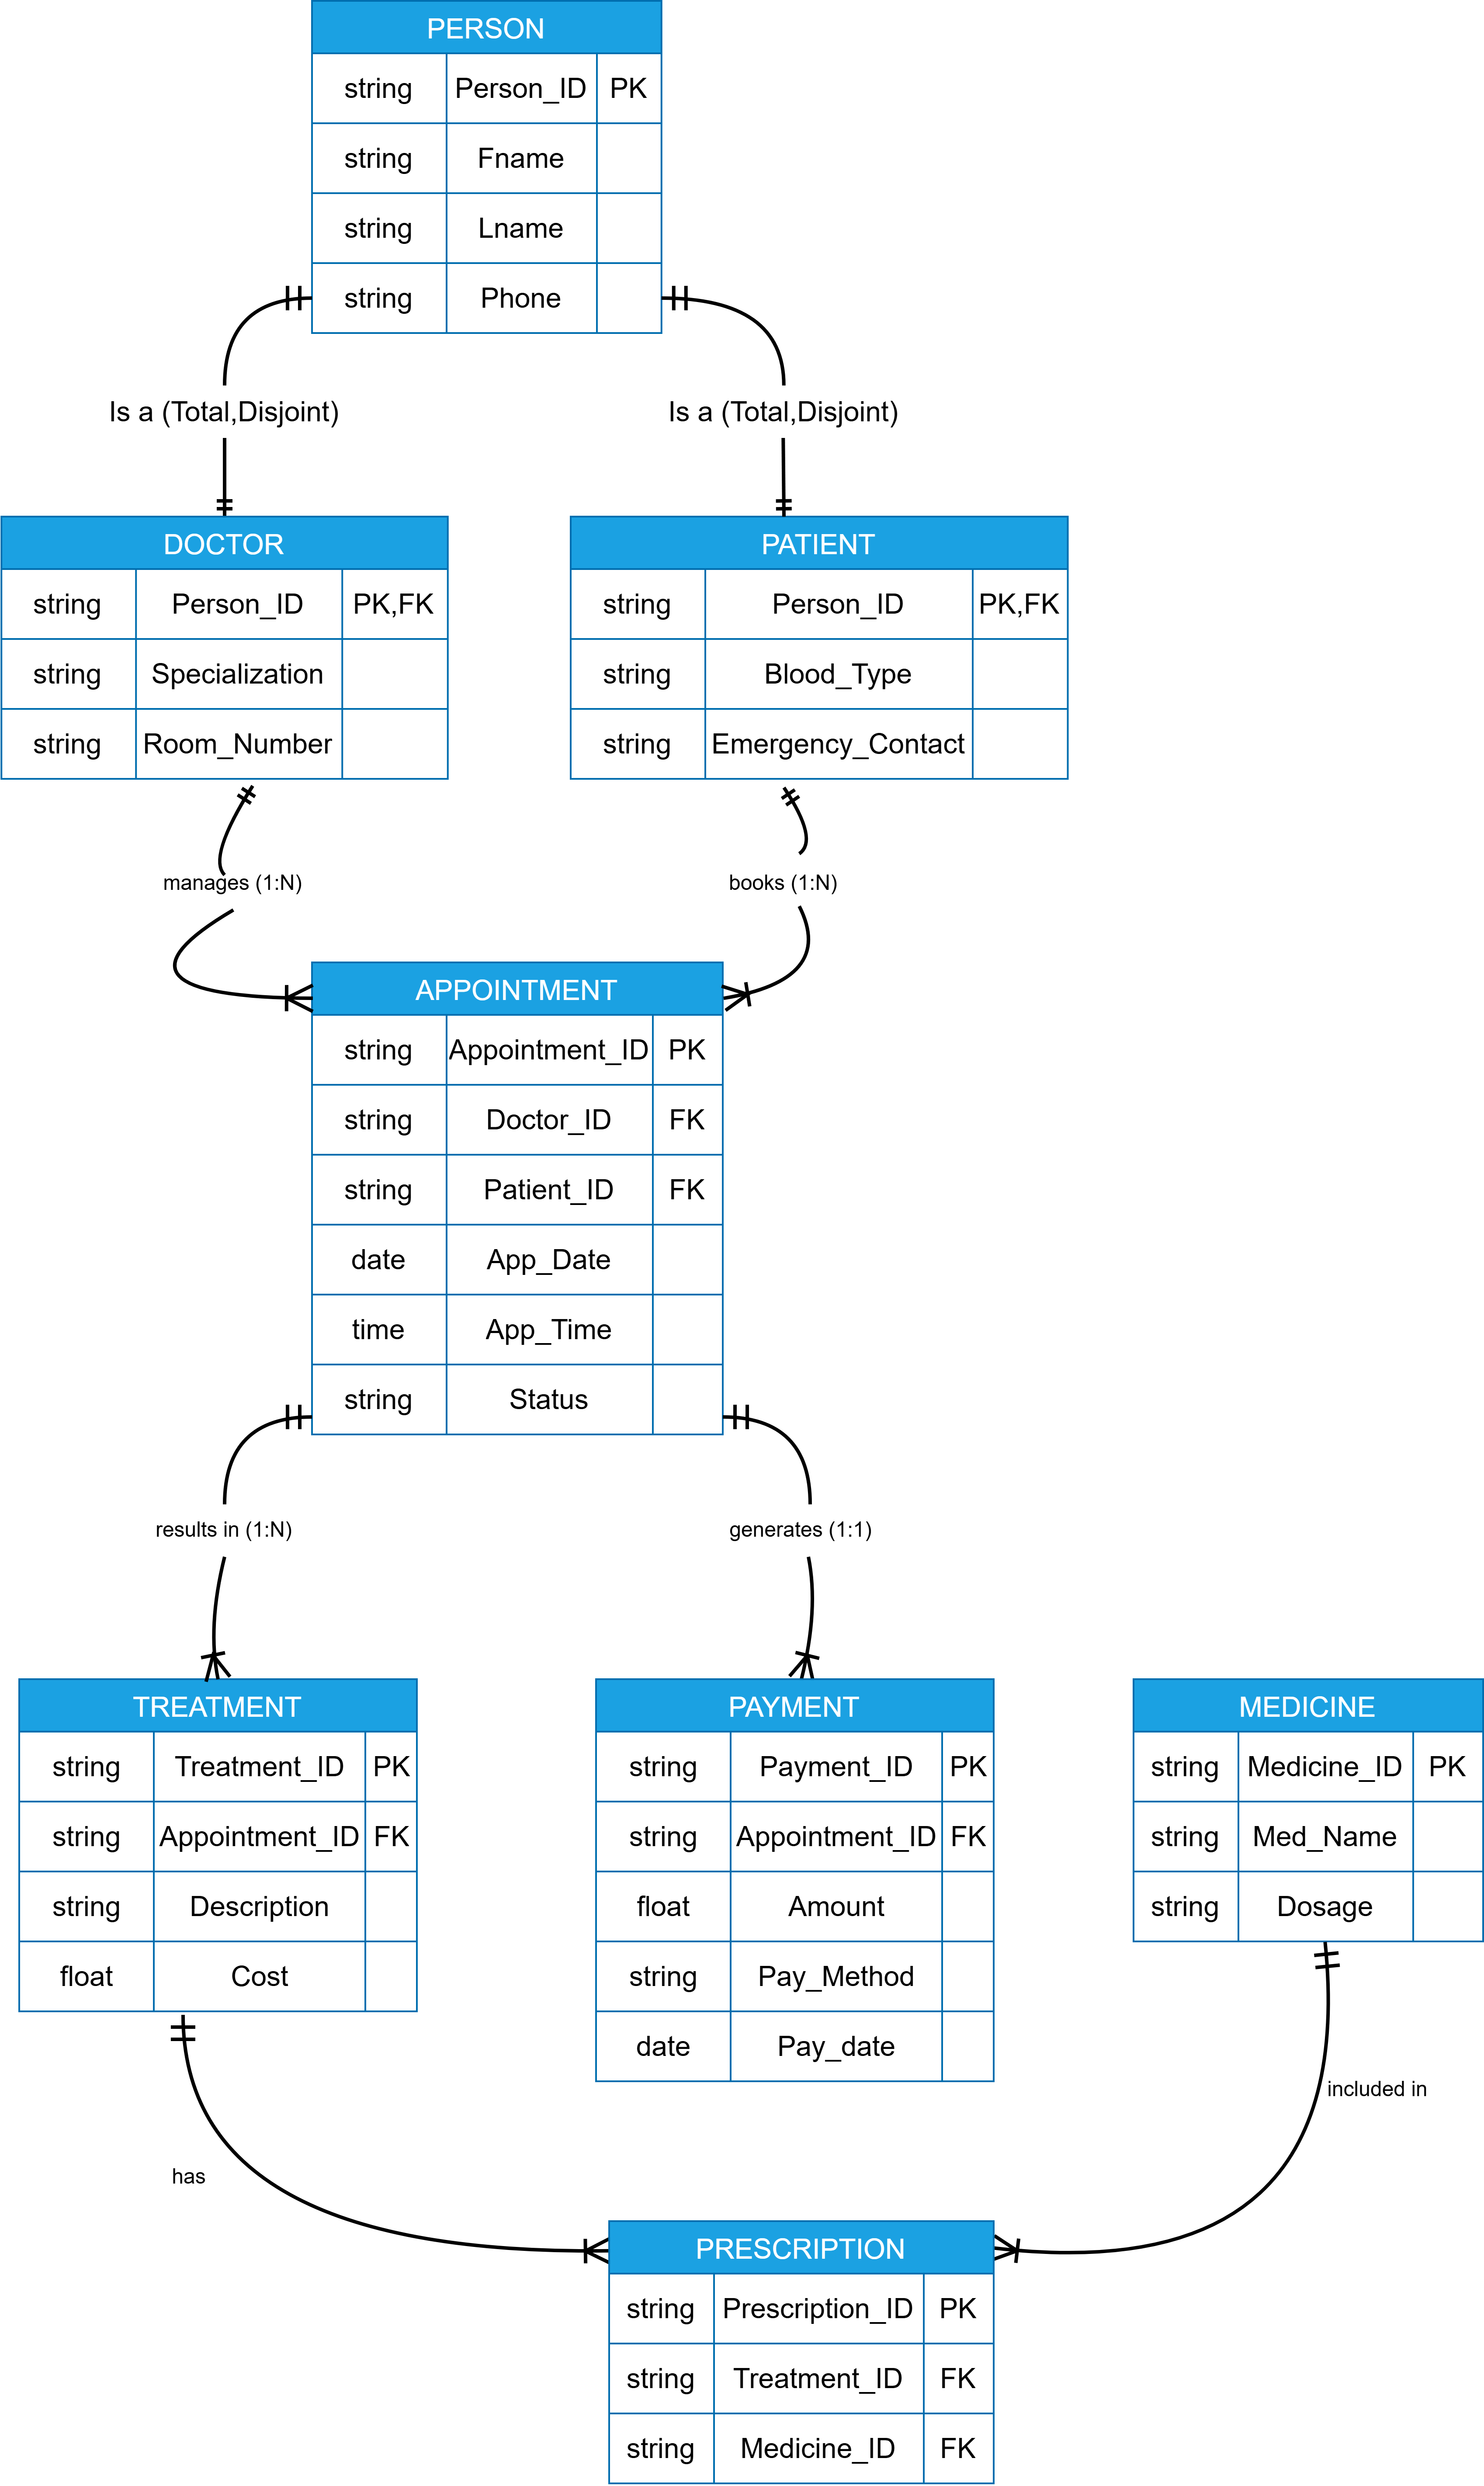 PERSON
string Person_ID PK
string Fname
string Lname
string Phone
Is a (Total,Disjoint) Is a (Total,Disjoint)
DOCTOR
string Person_ID PK,FK
string Specialization
string Room_Number
PATIENT
string Person_ID PK,FK
string Blood_Type
string Emergency_Contact
manages (1:N) books (1:N)
APPOINTMENT
string Appointment_ID PK
string Doctor_ID FK
string Patient_ID FK
date App_Date
time App_Time
string Status
results in (1:N) generates (1:1)
TREATMENT
string Treatment_ID PK
string Appointment_ID FK
string Description
float Cost
PAYMENT
string Payment_ID PK
string Appointment_ID FK
float Amount
string Pay_Method
date Pay_date
MEDICINE
string Medicine_ID PK
string Med_Name
string Dosage
included in
has
PRESCRIPTION
string Prescription_ID PK
string Treatment_ID FK
string Medicine_ID FK